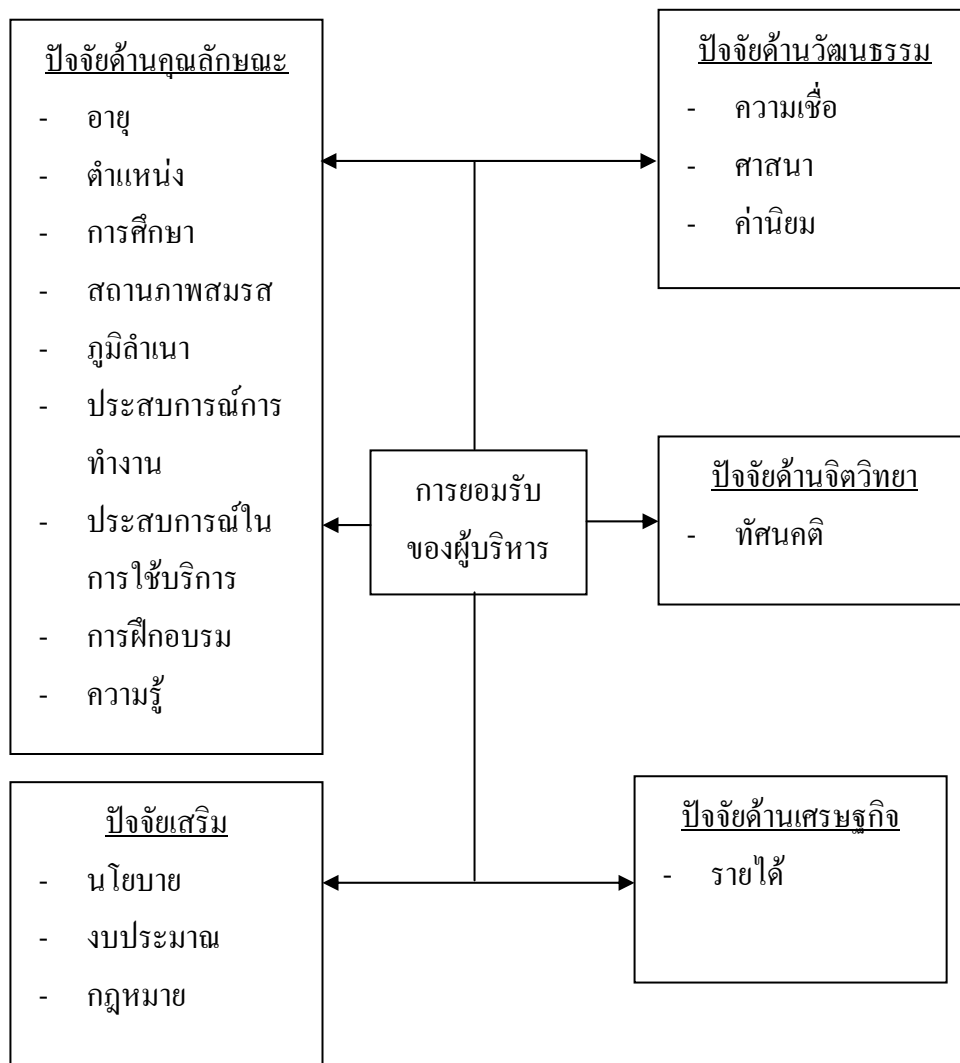 ปัจจัยด้านคุณลักษณะ
- อายุ
- ตำแหน่ง
- การศึกษา
- สถานภาพสมรส
- ภูมิลำเนา
- ประสบการณ์การ
ทำงาน
- ประสบการณ์ใน
การใช้บริการ
- การฝึกอบรม
- ความรู้
ปัจจัยด้านวัฒนธรรม
- ความเชื่อ
- ศาสนา
- ค่านิยม
การยอมรับ
ของผู้บริหาร
ปัจจัยด้านจิตวิทยา
- ทัศนคติ
ปัจจัยเสริม
- นโยบาย
- งบประมาณ
- กฎหมาย
ปัจจัยด้านเศรษฐกิจ
- รายได้